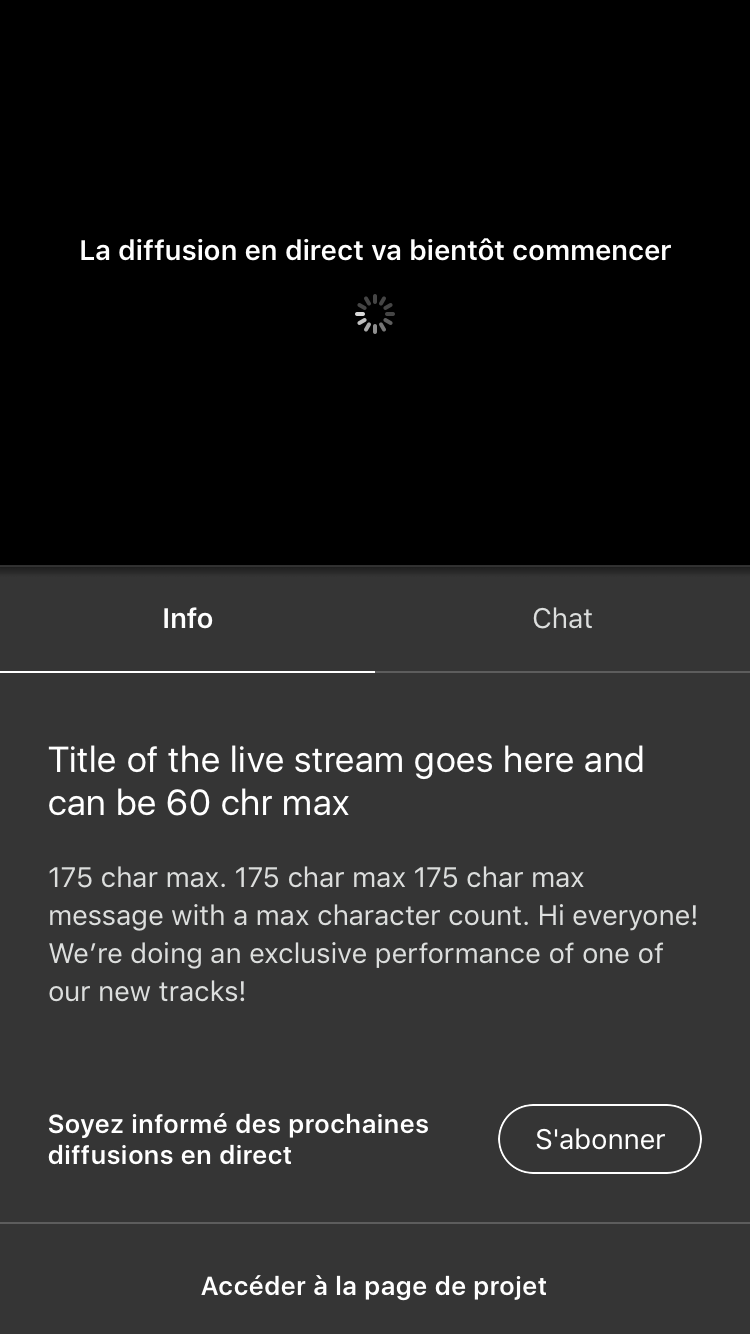 La diffusion en direct va bientôt commencer
Info
Chat
Title of the live stream goes here and
can be 60 chr max
175 char max. 175 char max 175 char max
message with a max character count. Hi everyone!
We’re doing an exclusive performance of one of
our new tracks!
Soyez informé des prochaines
diffusions en direct
S'abonner
Accéder à la page de projet